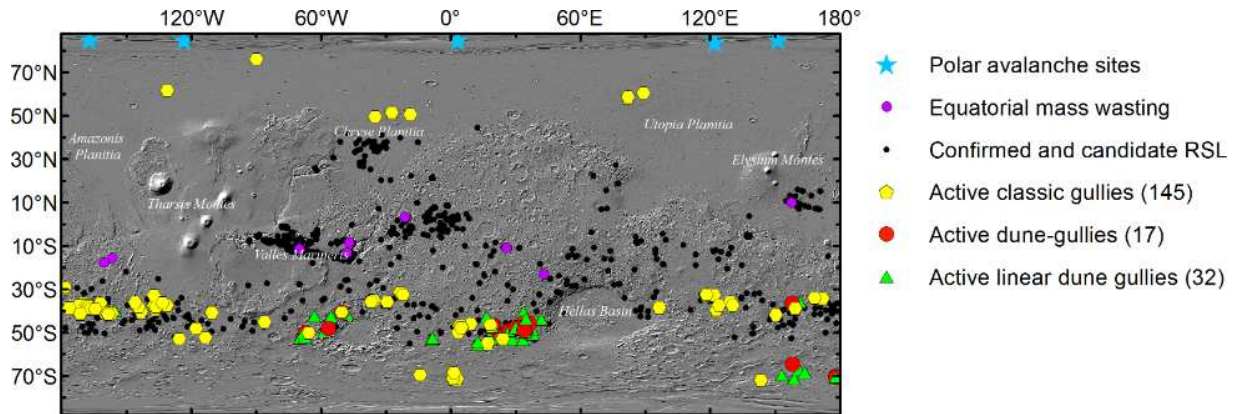 120°W 60°W 0° 60°E 120°E 180°
70°N
50°N
30°N
10°N
10°S
30°S
50°S
70°S
Amazonis
Planitia
Tharsis Montes
Chryse Planitia
Valles Marineris
Utopia Planitia
Elysium Montes
Hellas Basin
Polar avalanche sites
Equatorial mass wasting
Confirmed and candidate RSL
Active classic gullies (145)
Active dune-gullies (17)
Active linear dune gullies (32)